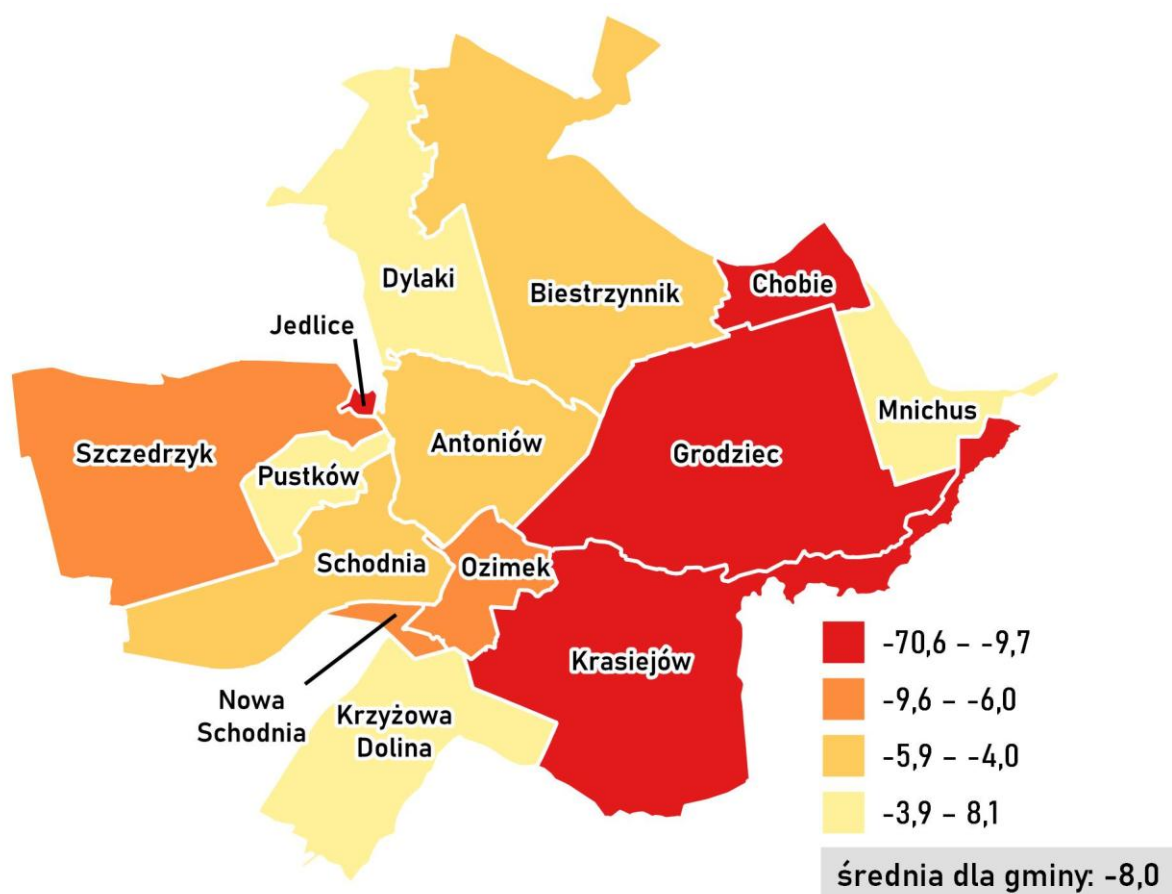 Dylaki
Biestrzynnik
Chobie
Jedlice
Mnichus
Szczedrzyk
Antoniów
Grodziec
Pustków
Schodnia
Ozimek
Krasiejów
Nowa
Schodnia
Krzyżowa
Dolina
-70,6 – -9,7
-9,6 – -6,0
-5,9 – -4,0
-3,9 – 8,1
średnia dla gminy: -8,0